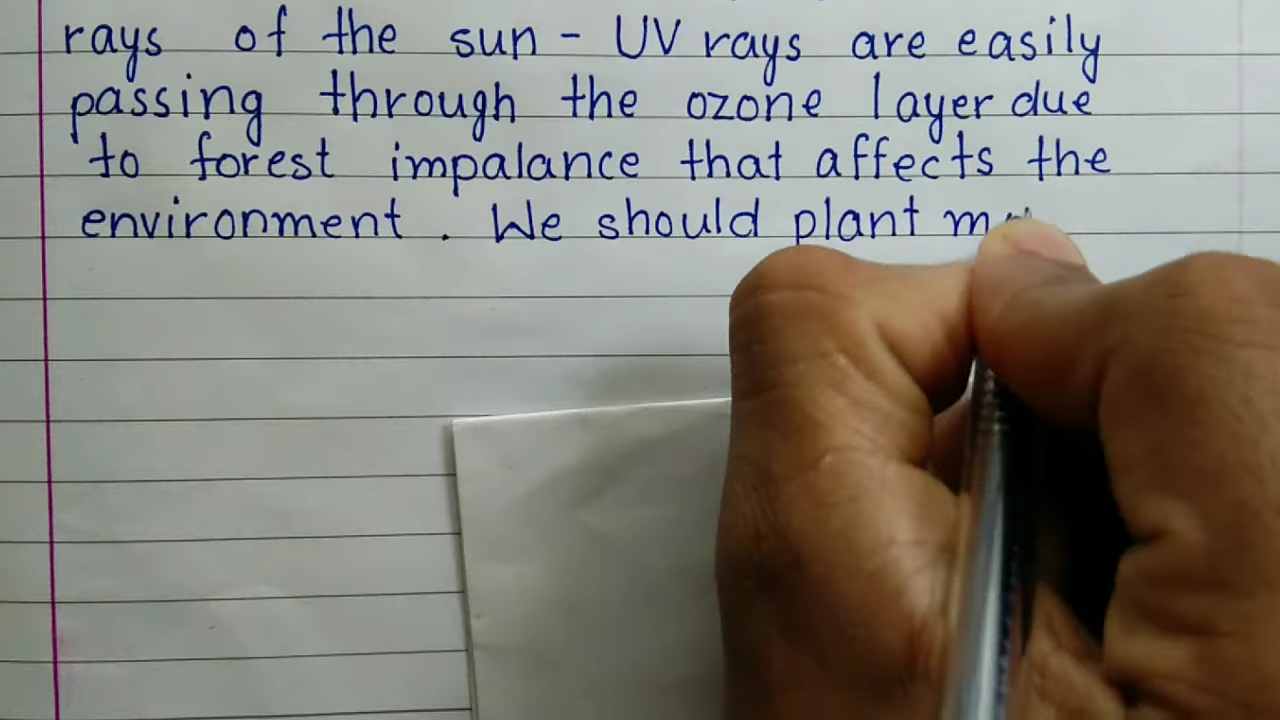 rays of the sun - UV rays are easily
passing through the ozone layer due
to forest impalance that affects the
environment. We should plant